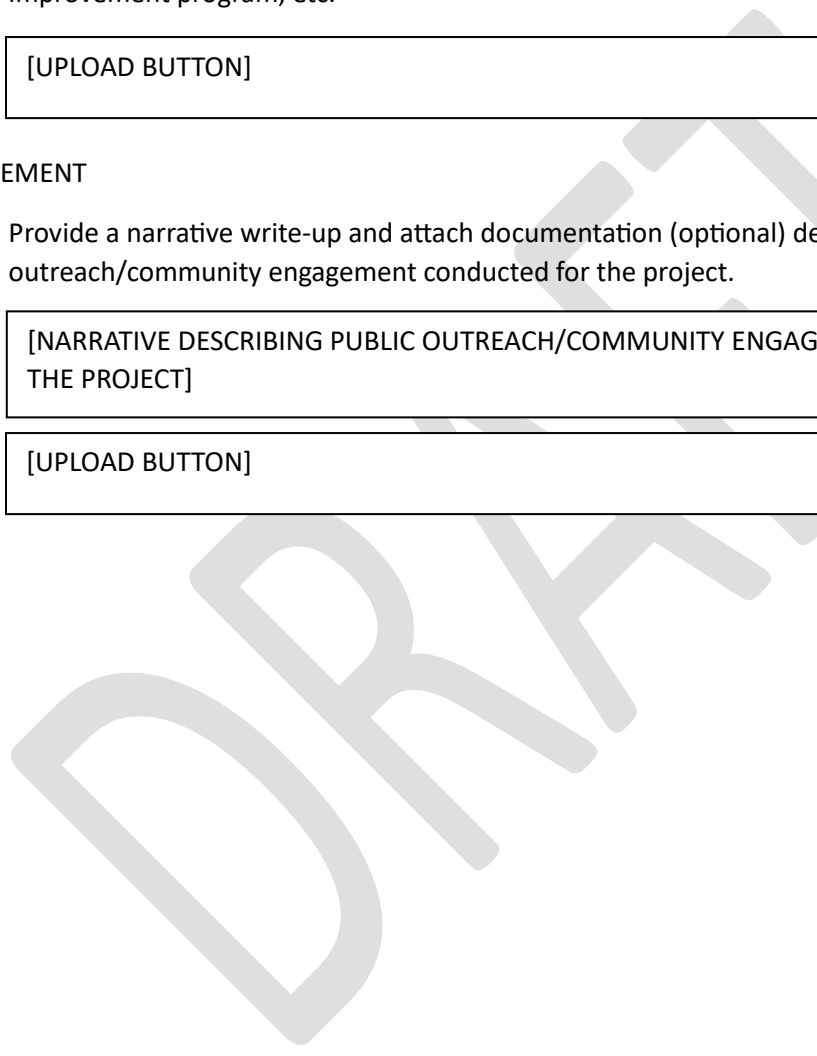 improvement program, etc.
[UPLOAD BUTTON]
EMENT
Provide a narrative write-up and attach documentation (optional) de
outreach/community engagement conducted for the project.
[NARRATIVE DESCRIBING PUBLIC OUTREACH/COMMUNITY ENGAG
THE PROJECT]
[UPLOAD BUTTON]
DRAFT